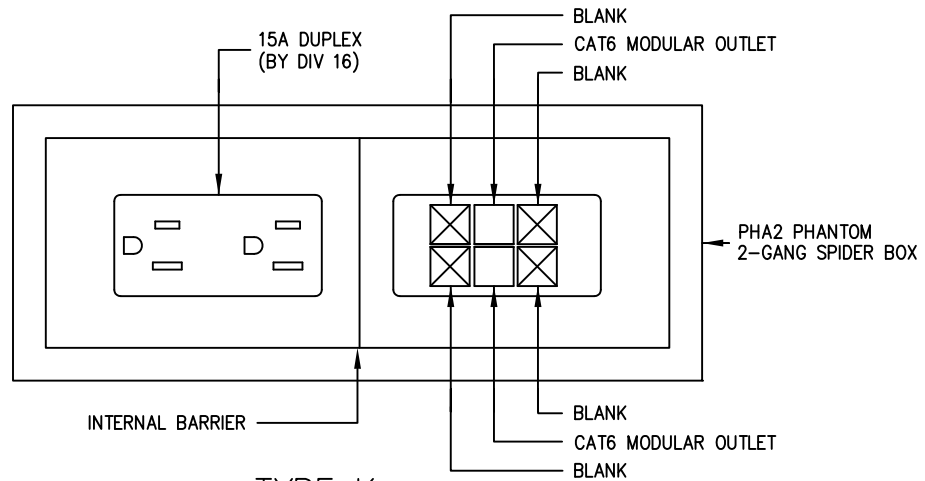 BLANK
15A DUPLEX
(BY DIV 16)
CAT6 MODULAR OUTLET
BLANK
PHA2 PHANTOM
2-GANG SPIDER BOX
INTERNAL BARRIER
BLANK
CAT6 MODULAR OUTLET
BLANK